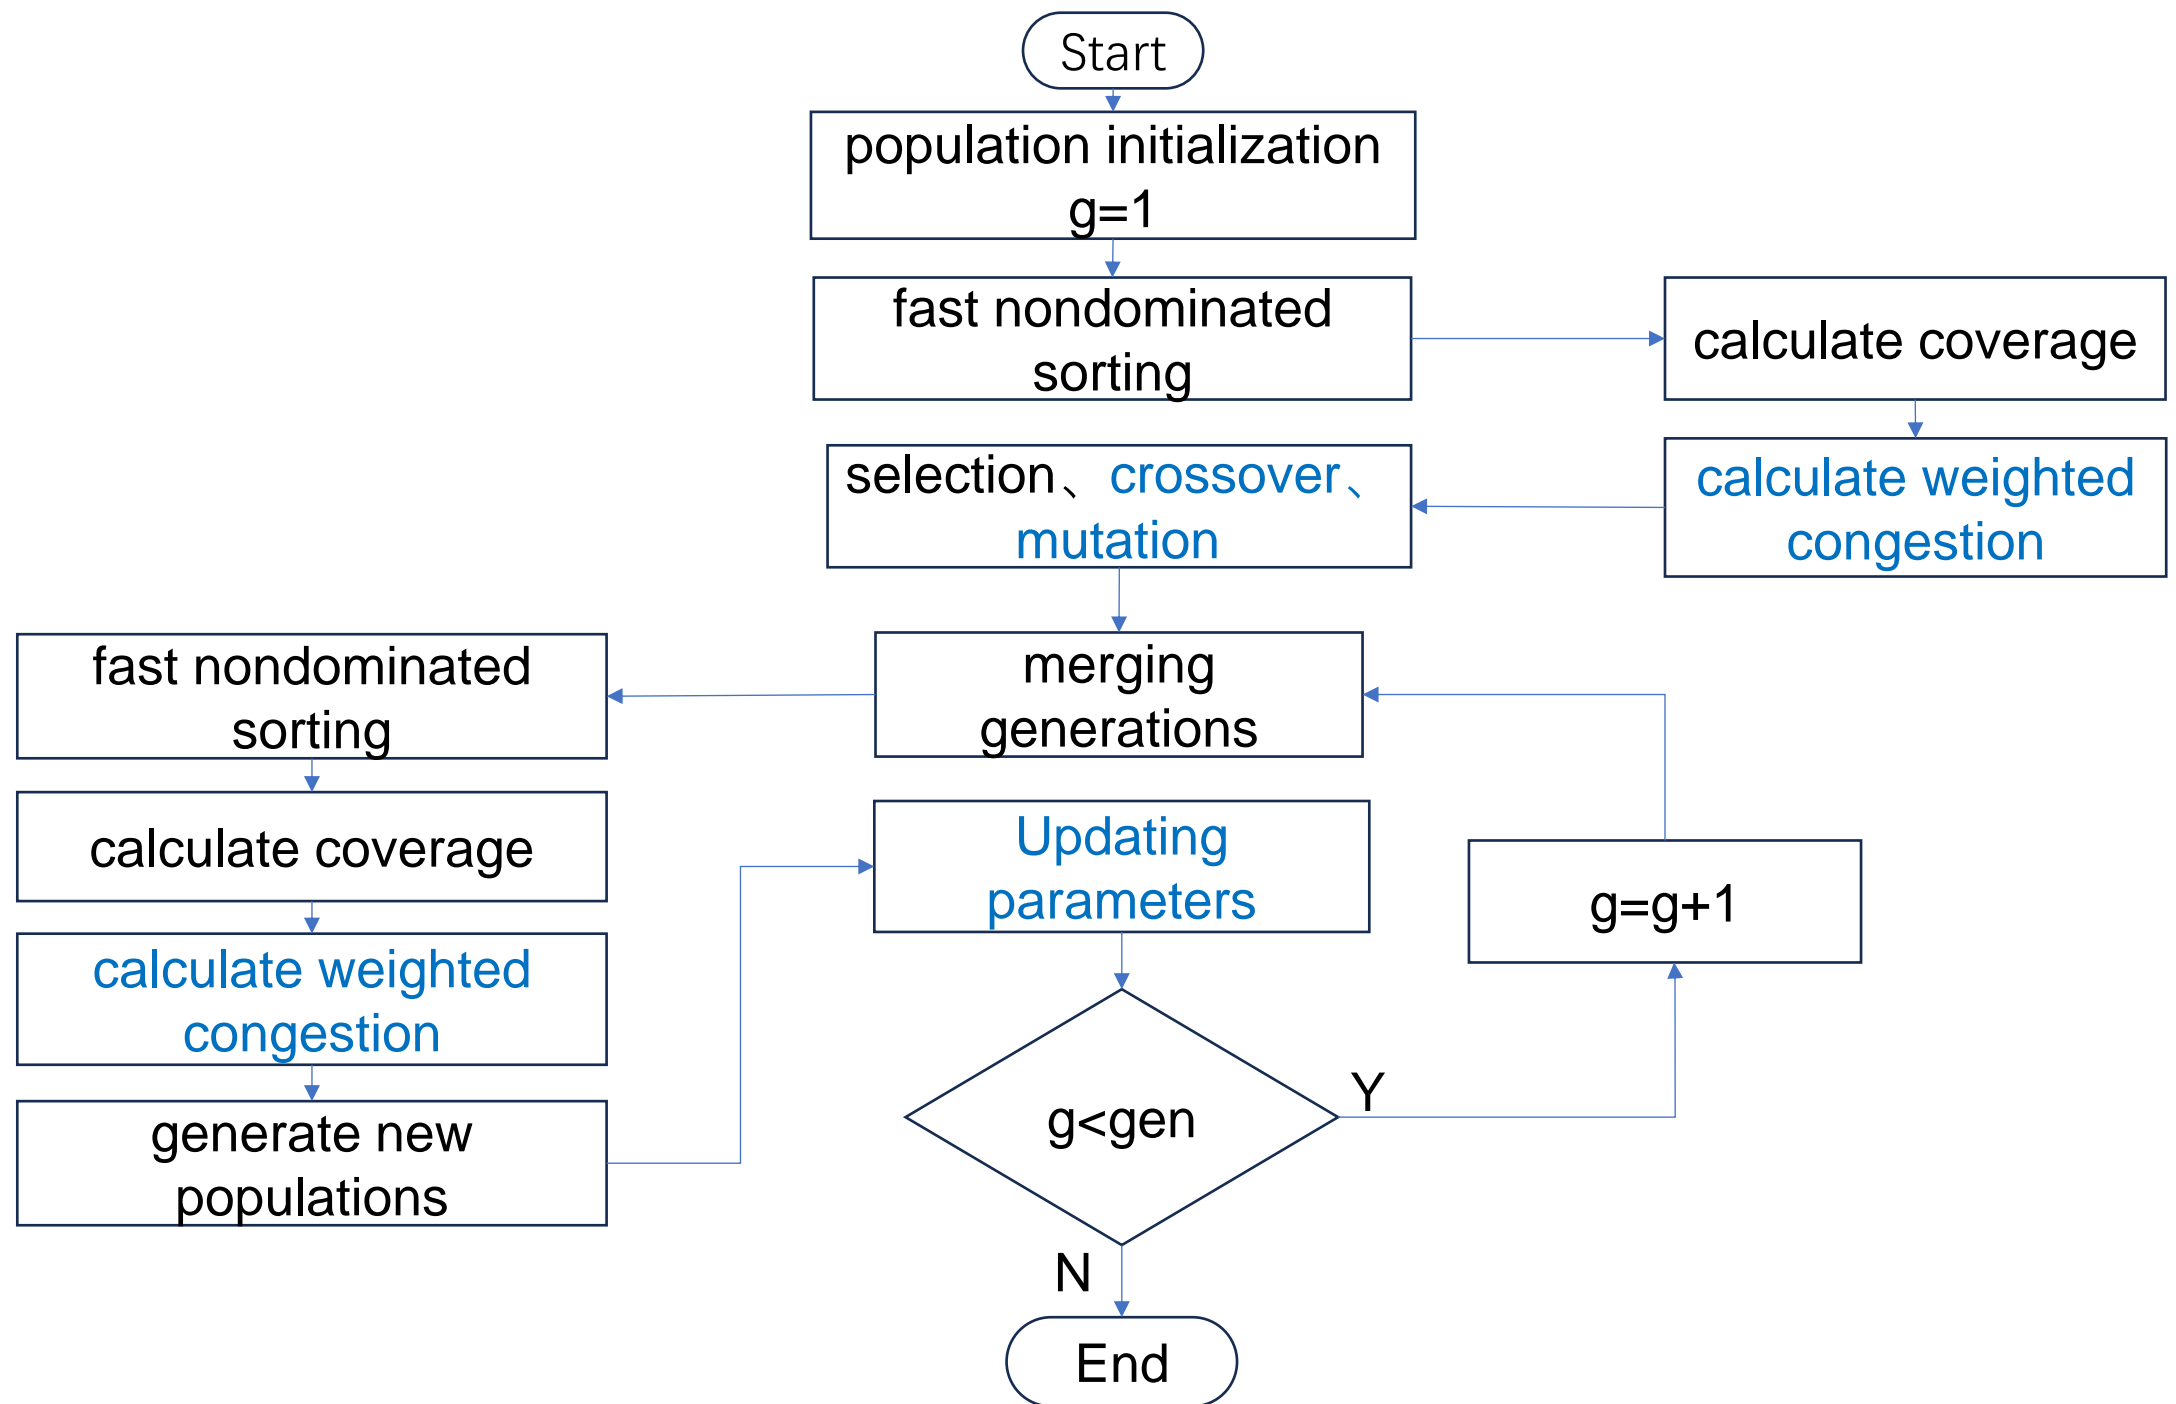 Start
population initialization
g=1
fast nondominated
sorting
calculate coverage
calculate weighted
congestion
selection、crossover、
mutation
merging
generations
fast nondominated
sorting
calculate coverage
calculate weighted
congestion
generate new
populations
Updating
parameters
g=g+1
g<gen
Y
N
End